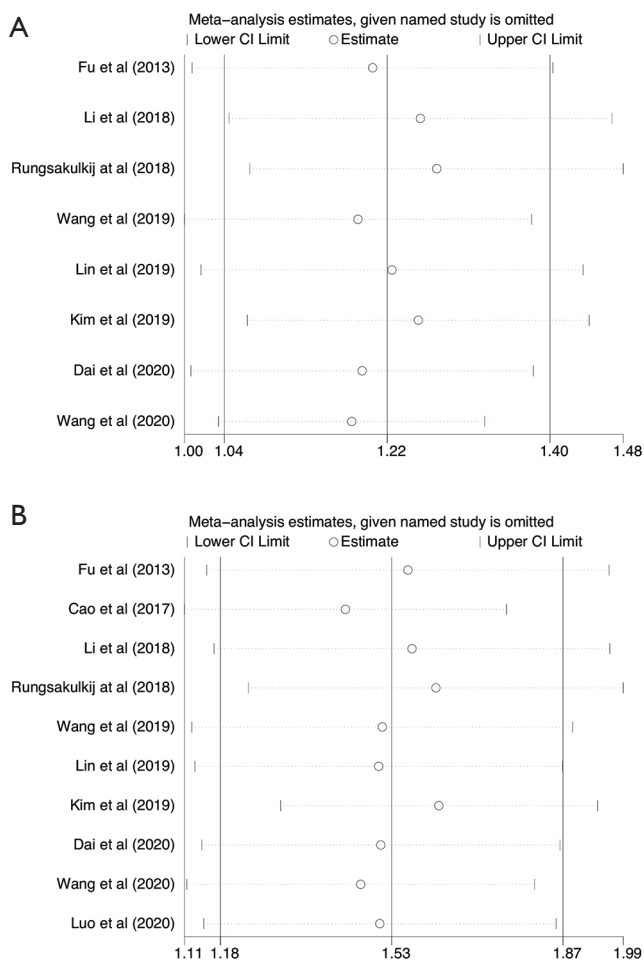 A
Meta−analysis estimates, given named study is omitted
| Lower CI Limit ○ Estimate | Upper CI Limit
Fu et al (2013)
Li et al (2018)
Rungsakulkij at al (2018)
Wang et al (2019)
Lin et al (2019)
Kim et al (2019)
Dai et al (2020)
Wang et al (2020)
1.00 1.04 1.22 1.40 1.48
B
Meta−analysis estimates, given named study is omitted
| Lower CI Limit ○ Estimate | Upper CI Limit
Fu et al (2013)
Cao et al (2017)
Li et al (2018)
Rungsakulkij at al (2018)
Wang et al (2019)
Lin et al (2019)
Kim et al (2019)
Dai et al (2020)
Wang et al (2020)
Luo et al (2020)
1.11 1.18 1.53 1.87 1.99